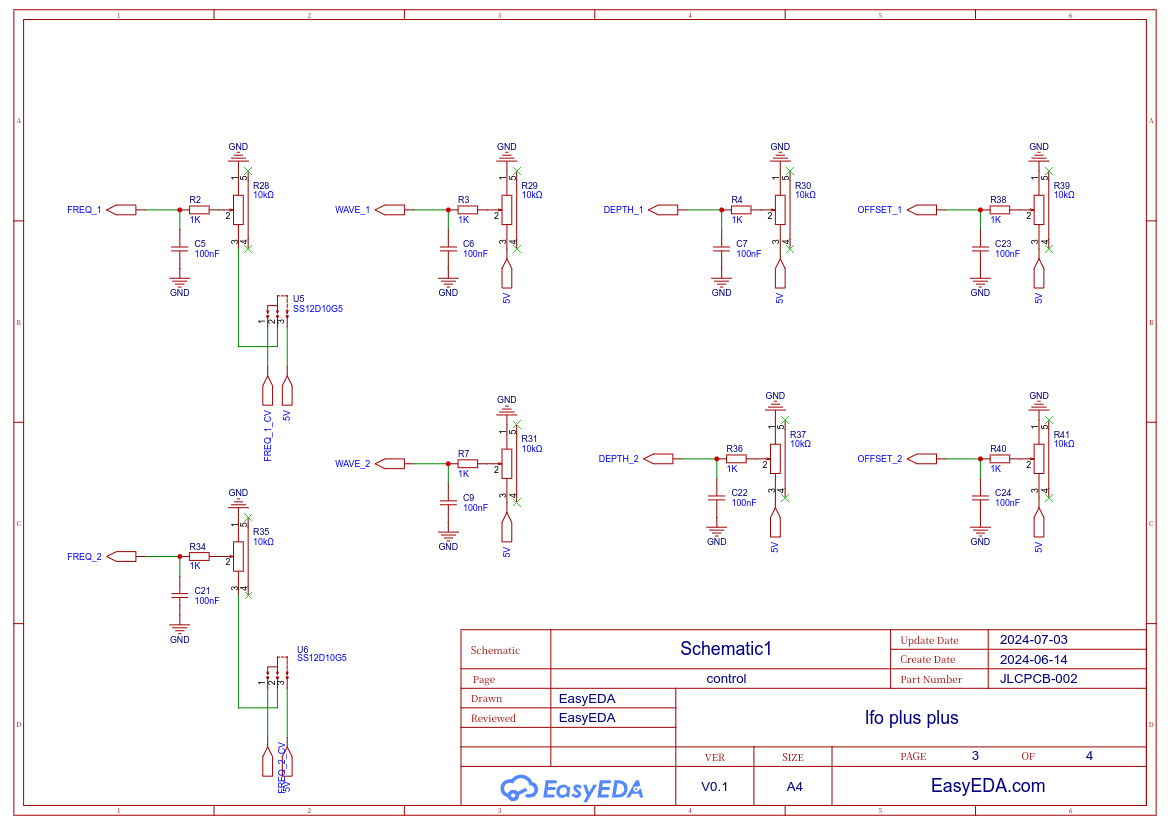 1 2 3 4 5 6
A A
GND GND GND GND
1 5 R28 1 5 R29 1 5 R30 1 5 R39
10kΩ 10kΩ 10kΩ 10kΩ
FREQ_1 R2 2 WAVE_1 R3 2 DEPTH_1 R4 2 OFFSET_1 R38 2
1K 1K 1K 1K
3 4 3 4 3 4 3 4
C5 C6 C7 C23
100nF 100nF 100nF 100nF
GND GND GND GND
5V 5V 5V
U5
SS12D10G5
1 2 3
B B
FREQ_1_CV 5V
GND GND GND
1 5 R31 1 5 R37 1 5 R41
10kΩ 10kΩ 10kΩ
WAVE_2 R7 2 DEPTH_2 R36 2 OFFSET_2 R40 2
1K 1K 1K
3 4 3 4 3 4
C9 C22 C24
100nF 100nF 100nF
GND GND GND
5V 5V 5V
C C
GND
1 5 R35
10kΩ
FREQ_2 R34 2
1K
3 4
C21
100nF
GND
U6
SS12D10G5
1 2 3
FREQ_2_CV 5V
D D
Schematic Schematic1 Update Date 2024-07-03
Create Date 2024-06-14
Page control Part Number JLCPCB-002
Drawn EasyEDA
Reviewed EasyEDA
lfo plus plus
VER SIZE PAGE 3 OF 4
EasyEDA V0.1 A4 EasyEDA.com
1 2 3 4 5 6